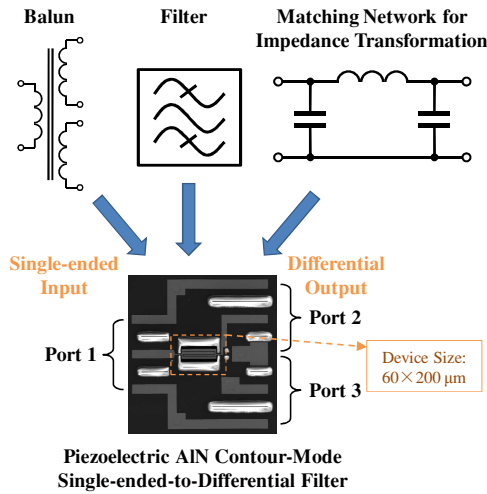 Balun
Filter
Matching Network for
Impedance Transformation
Single-ended
Input
Differential
Output
Port 1
Port 2
Port 3
Device Size:
60×200 μm
Piezoelectric AlN Contour-Mode
Single-ended-to-Differential Filter